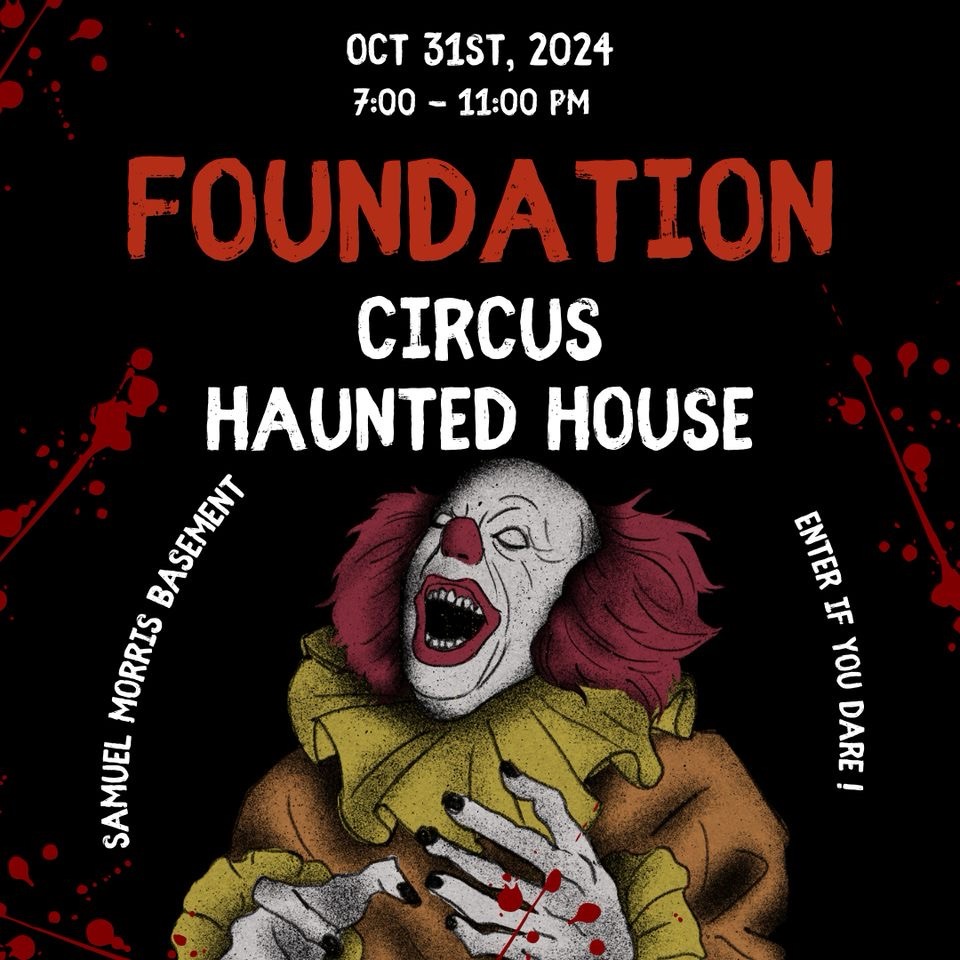 OCT 31ST, 2024
7:00 - 11:00 PM
FOUNDATION
CIRCUS
HAUNTED HOUSE
SAMUEL MORRIS BASEMENT
ENTER IF YOU DARE !